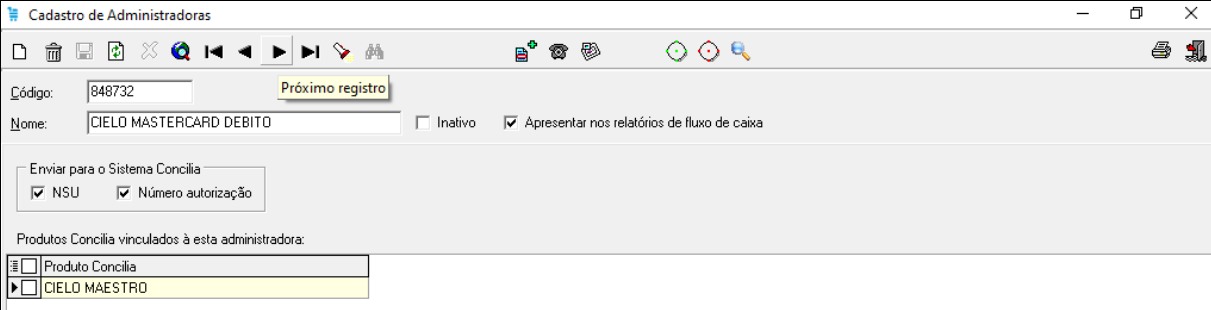 Cadastro de Administradoras
Próximo registro
Código: 848732
Nome: CIELO MASTERCARD DEBITO Inativo Apresentar nos relatórios de fluxo de caixa
Enviar para o Sistema Concilia
NSU Número autorização
Produtos Concilia vinculados à esta administradora:
Produto Concilia
CIELO MAESTRO